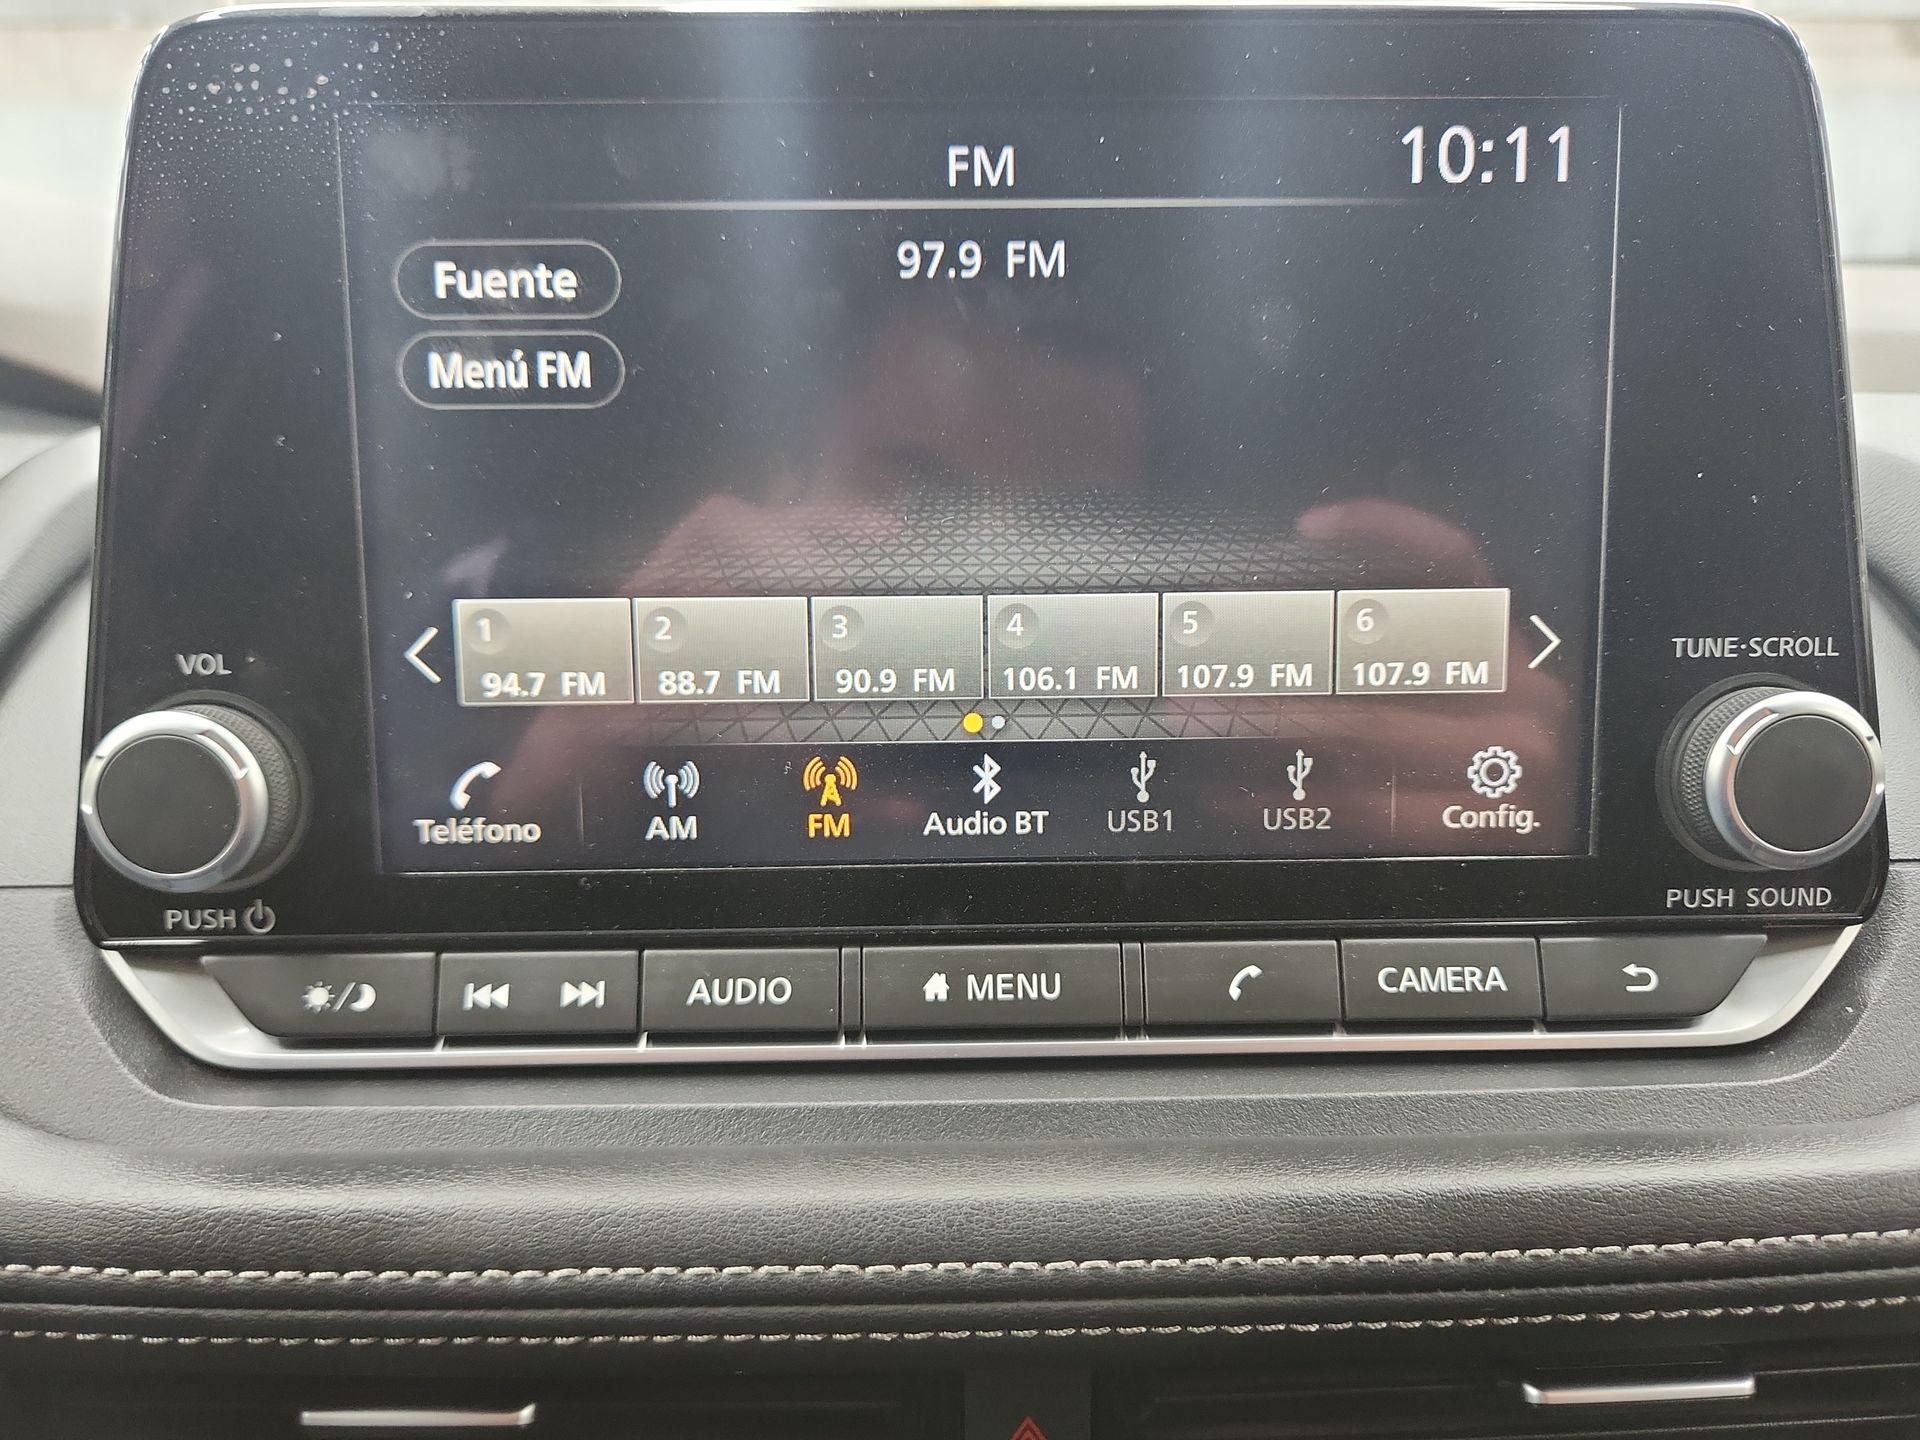 FM
10:11
97.9 FM
Fuente
Menú FM
1 2 3 4 5 6
94.7 FM 88.7 FM 90.9 FM 106.1 FM 107.9 FM 107.9 FM
VOL
TUNE·SCROLL
Teléfono AM FM Audio BT USB1 USB2 Config.
PUSH
PUSH SOUND
AUDIO MENU CAMERA